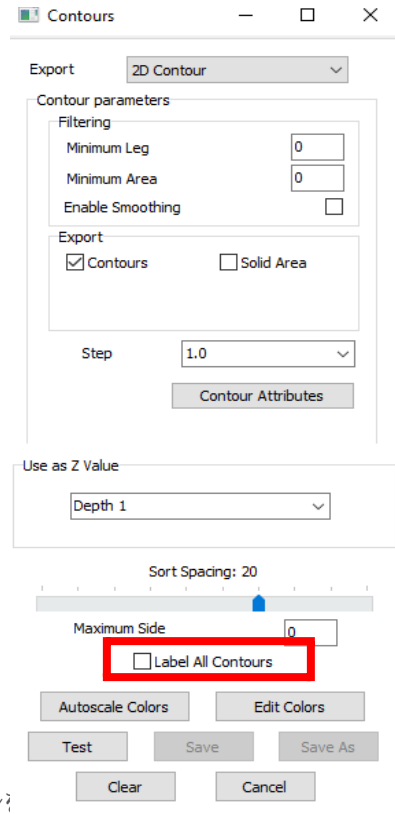 Contours
Export 2D Contour
Contour parameters
Filtering
Minimum Leg 0
Minimum Area 0
Enable Smoothing
Export
Contours Solid Area
Step 1.0
Contour Attributes
Use as Z Value
Depth 1
Sort Spacing: 20
Maximum Side 0
Label All Contours
Autoscale Colors Edit Colors
Test Save Save As
Clear Cancel